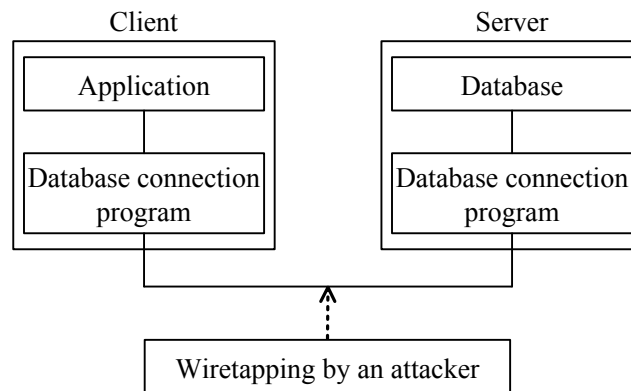 Client
Server
Application
Database
Database connection
program
Database connection
program
Wiretapping by an attacker